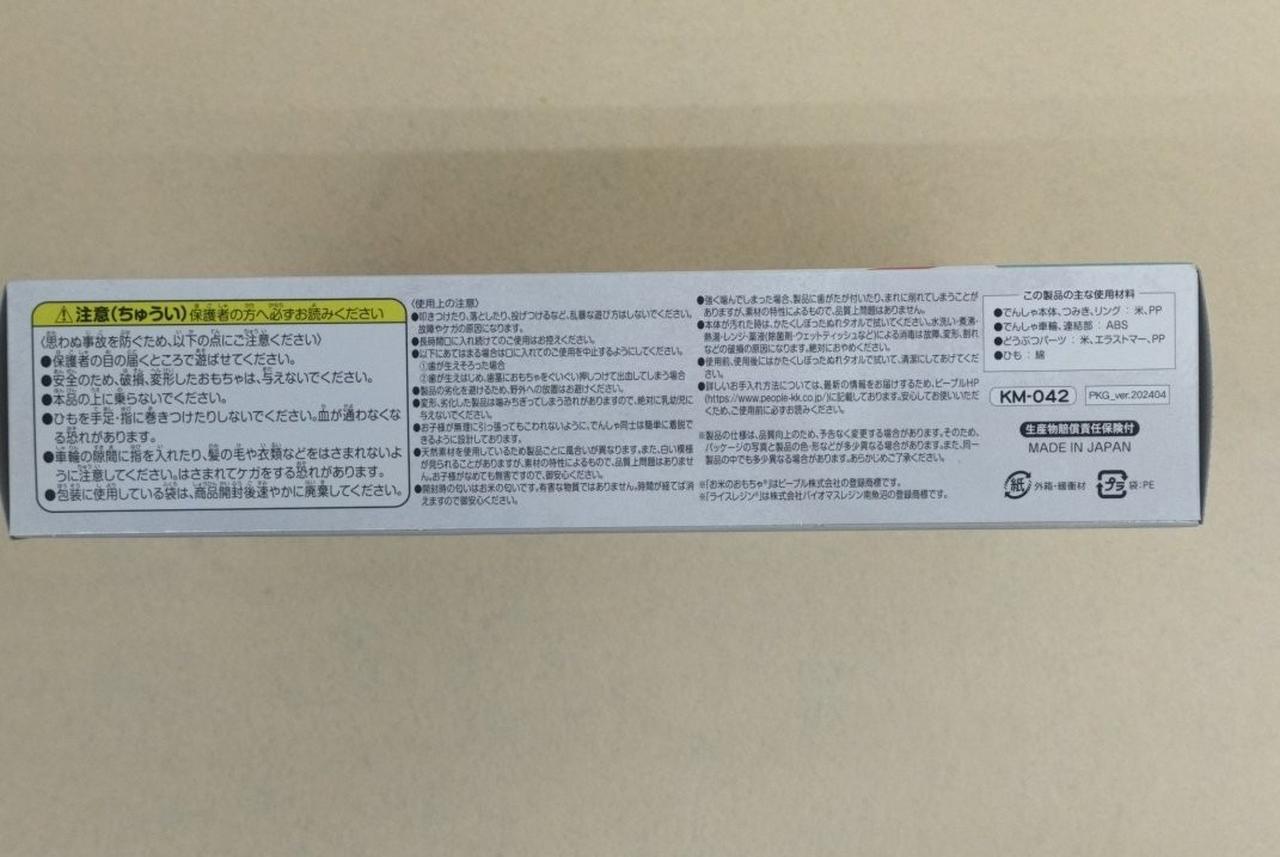 注意(ちゅうい)保護者の方へ必ずお読みください
〈思わぬ事故を防ぐため、以下の点にご注意ください〉
●保護者の目の届くところで遊ばせてください。
●安全のため、破損、変形したおもちゃは、与えないでください。
●本品の上に乗らないでください。
●ひもを手足・指に巻きつけたりしないでください。血が通わなくな
る恐れがあります。
●車輪の隙間に指を入れたり、髪の毛や衣類などをはさまれないよ
うに注意してください。はさまれてケガをする恐れがあります。
●包装に使用している袋は、商品開封後速やかに廃棄してください。
〈使用上の注意〉
●叩きつけたり、落としたり、投げつけるなど、乱暴な遊び方はしないでください。
故障やケガの原因になります。
●長時間口に入れ続けてのご使用はお控えください。
●以下にあてはまる場合は口に入れてのご使用を中止するようにしてください。
①歯が生えそろった場合
②歯が生えはじめ、歯茎におもちゃをぐいぐい押しつけて出血してしまう場合
●製品の劣化を避けるため、野外への放置はお避けください。
●変形、劣化した製品は噛みちぎってしまう恐れがありますので、絶対に乳幼児に
与えないでください。
●お子様が無理に引っ張ってもこわれないように、でんしゃ同士は簡単に着脱で
きるように設計しております。
●天然素材を使用しているため製品ごとに風合いが異なります。また、白い模様
が見られることがありますが、素材の特性によるもので、品質上問題はありませ
ん。お子様がなめても無害ですので、御安心ください。
●開封時の匂いはお米の匂いです。有害な物質ではありません。時間が経てば消
えますので御安心ください。
●強く噛んでしまった場合、製品に歯がたが付いたり、まれに削れてしまうことが
ありますが、素材の特性によるもので、品質上問題はありません。
●本体が汚れた時は、かたくしぼったぬれタオルで拭いてください。水洗い・煮沸・
熱湯・レンジ・薬液(除菌剤・ウェットティッシュなど)による消毒は故障、変形、割れ
などの破損の原因になります。絶対におやめください。
●使用前、使用後にはかたくしぼったぬれタオルで拭いて、清潔にしてあげてくだ
さい。
●詳しいお手入れ方法については、最新の情報をお届けするため、ピープルHP
(https://www.people-kk.co.jp/)に記載しております。安心してお使いいただ
くため、ご使用前に必ずお読みください。
※製品の仕様は、品質向上のため、予告なく変更する場合があります。そのため、
パッケージの写真と製品の色・形などが多少異なる場合があります。また、同一
製品の中でも多少異なる場合があります。あらかじめご了承ください。
※「お米のおもちゃ®」はピープル株式会社の登録商標です。
※「ライスレジン®」は株式会社バイオマスレジン南魚沼の登録商標です。
この製品の主な使用材料
●でんしゃ本体、つみき、リング：米、PP
●でんしゃ車輪、連結部：ABS
●どうぶつパーツ：米、エラストマー、PP
●ひも：綿
KM-042 PKG_ver.202404
生産物賠償責任保険付
MADE IN JAPAN
紙 外箱・緩衝材 プラ 袋：PE